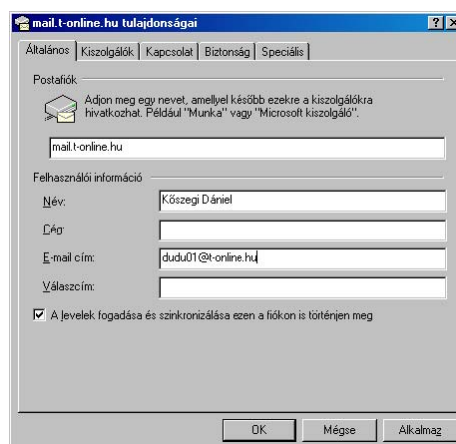 mail.t-online.hu tulajdonságai
Általános Kiszolgálók Kapcsolat Biztonság Speciális
Postafiók
Adjon meg egy nevet, amellyel később ezekre a kiszolgálókra
hivatkozhat. Például "Munka" vagy "Microsoft kiszolgáló".
mail.t-online.hu
Felhasználói információ
Név: Kőszegi Dániel
Cég:
E-mail cím: dudu01@t-online.hu
Válaszcím:
A levelek fogadása és szinkronizálása ezen a fiókon is történjen meg
OK Mégse Alkalmaz